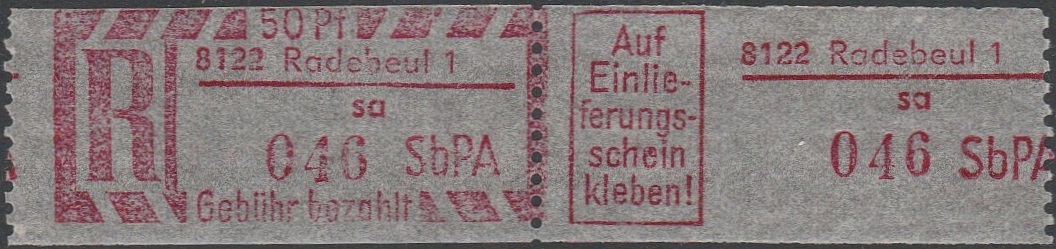 50 Pf
R
8122 Radebeul 1
sa
046 SbPA
Gebühr bezahlt
Auf
Einlie-
ferungs-
schein
kleben!
8122 Radebeul 1
sa
046 SbPA